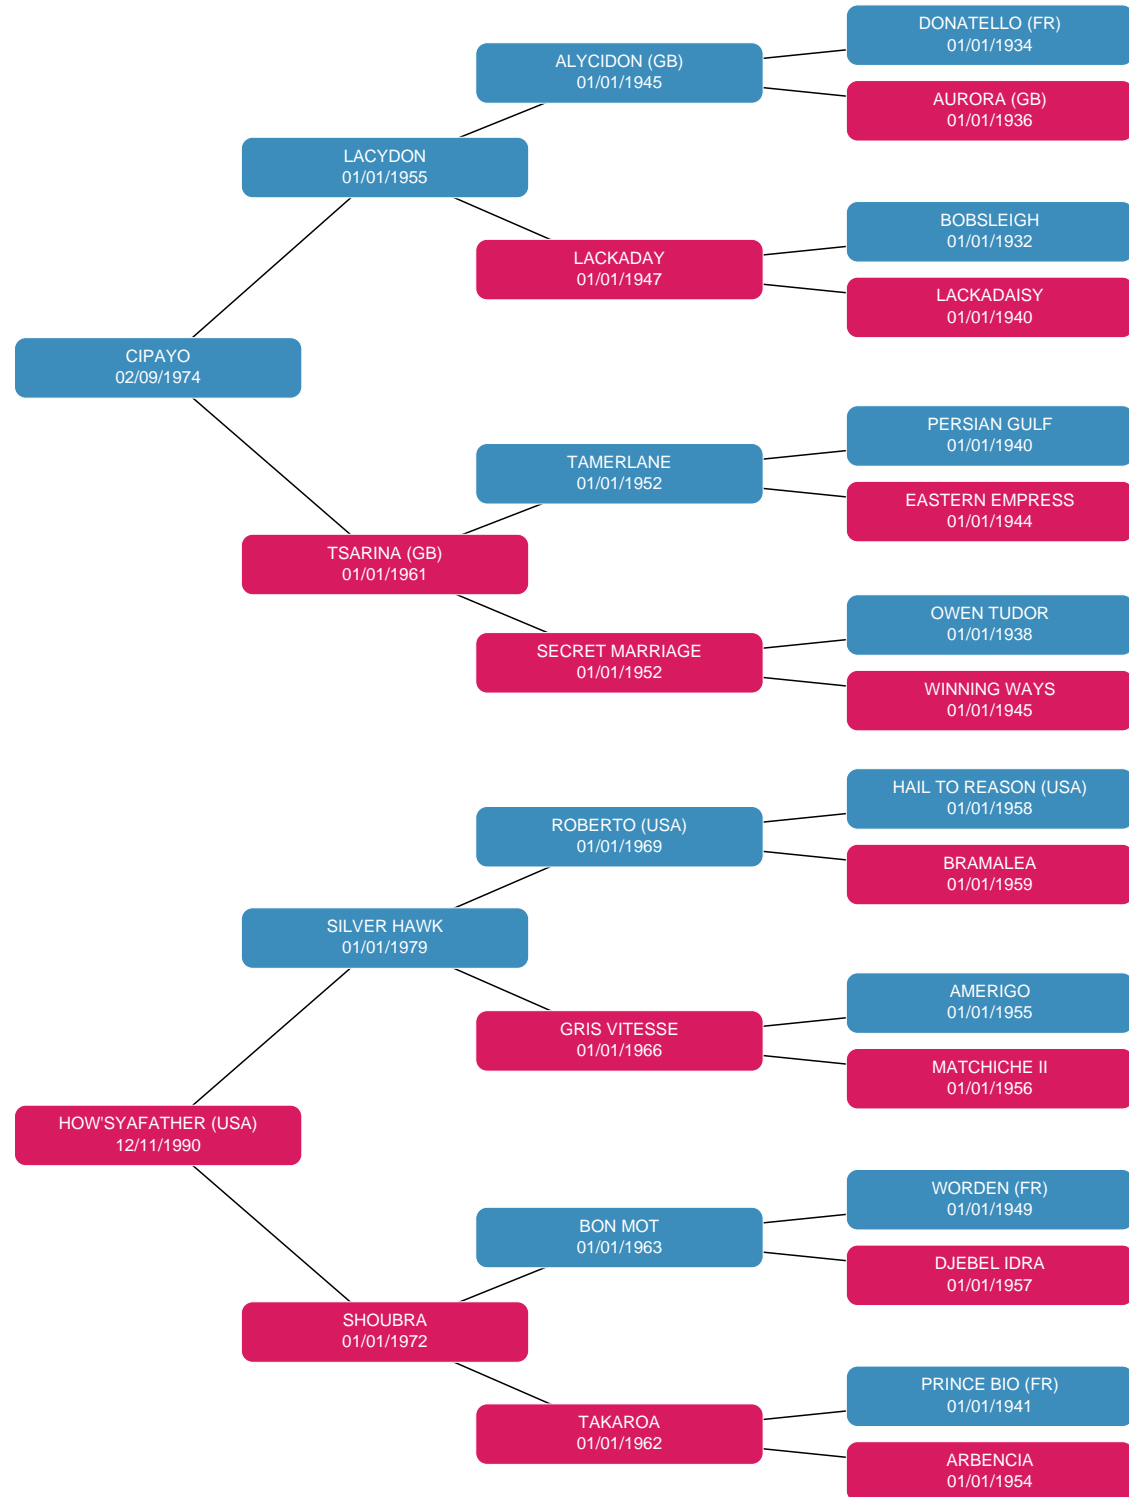 DONATELLO (FR)
01/01/1934
ALYCIDON (GB)
01/01/1945
AURORA (GB)
01/01/1936
LACYDON
01/01/1955
BOBSLEIGH
01/01/1932
LACKADAY
01/01/1947
LACKADAISY
01/01/1940
CIPAYO
02/09/1974
PERSIAN GULF
01/01/1940
TAMERLANE
01/01/1952
EASTERN EMPRESS
01/01/1944
TSARINA (GB)
01/01/1961
OWEN TUDOR
01/01/1938
SECRET MARRIAGE
01/01/1952
WINNING WAYS
01/01/1945
HAIL TO REASON (USA)
01/01/1958
ROBERTO (USA)
01/01/1969
BRAMALEA
01/01/1959
SILVER HAWK
01/01/1979
AMERIGO
01/01/1955
GRIS VITESSE
01/01/1966
MATCHICHE II
01/01/1956
HOW'SYAFATHER (USA)
12/11/1990
WORDEN (FR)
01/01/1949
BON MOT
01/01/1963
DJEBEL IDRA
01/01/1957
SHOUBRA
01/01/1972
PRINCE BIO (FR)
01/01/1941
TAKAROA
01/01/1962
ARBENCIA
01/01/1954